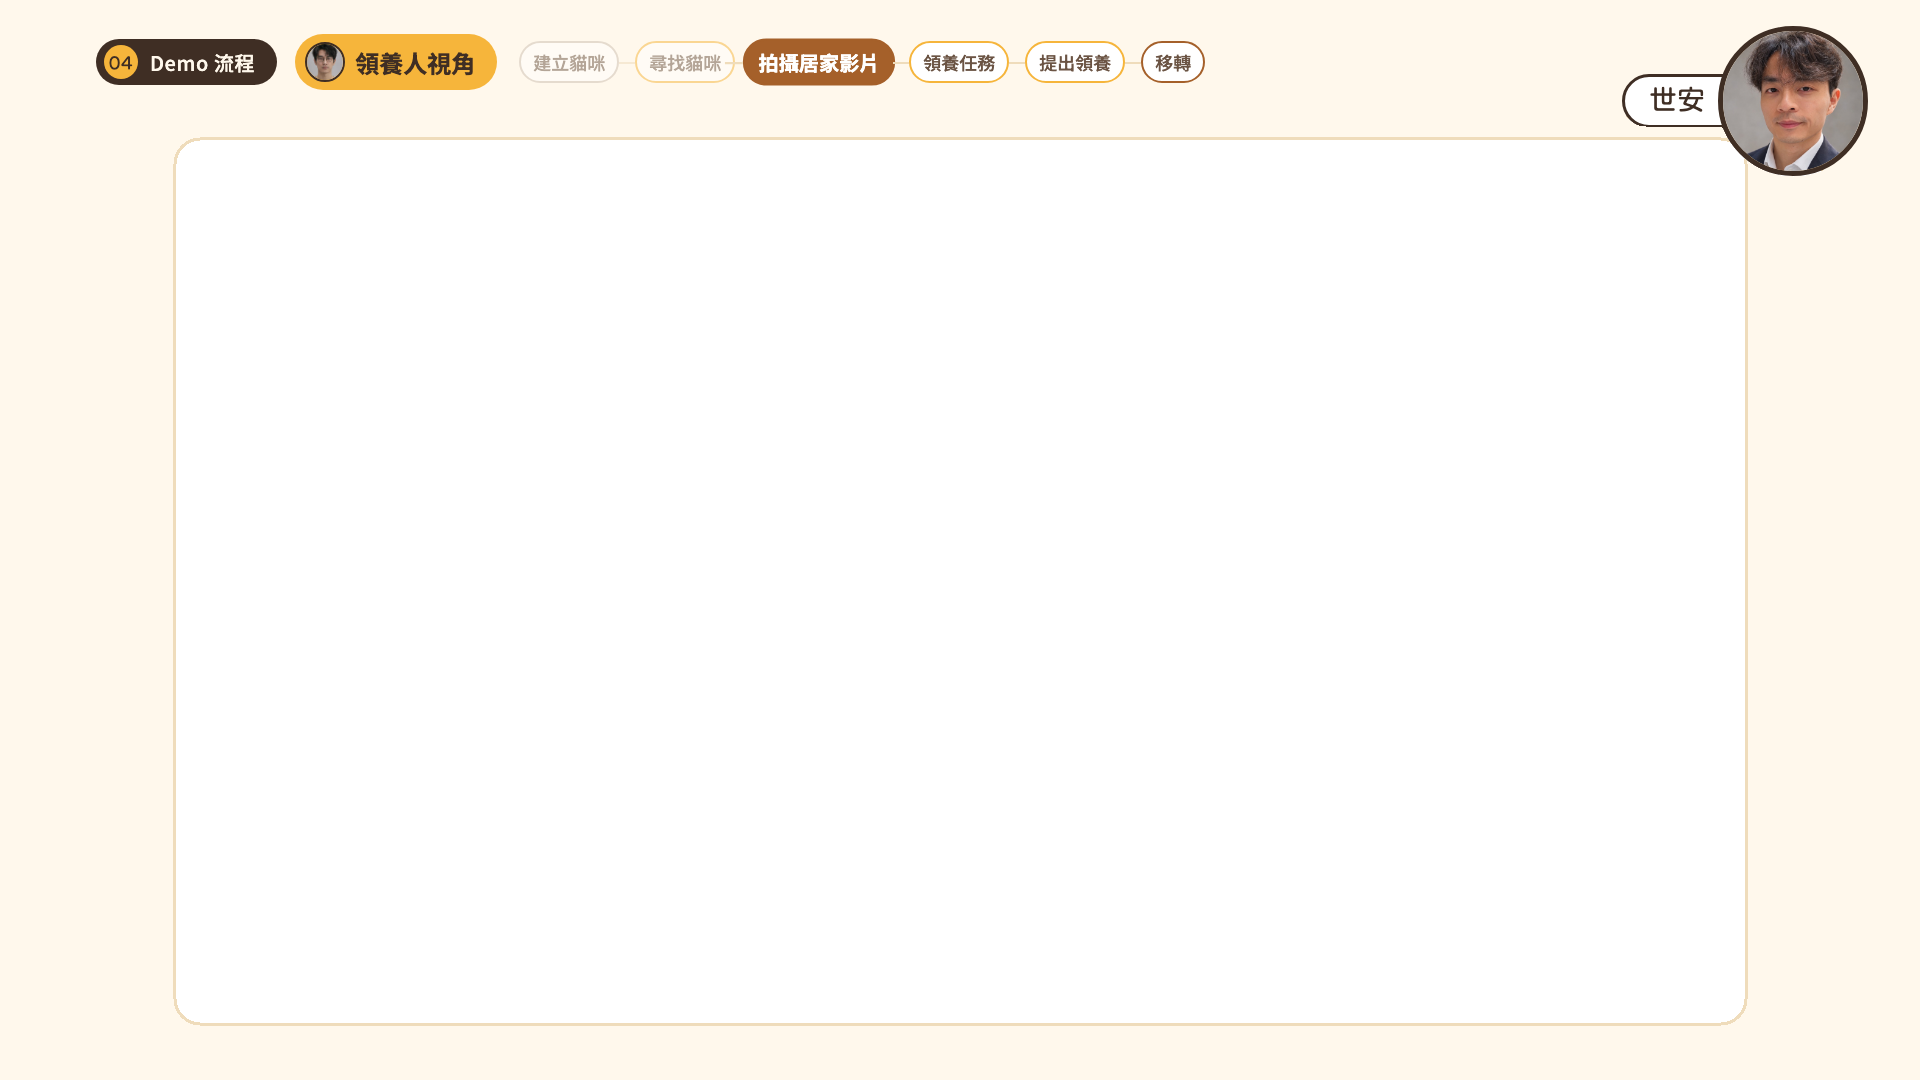 04 Demo 流程
領養人視角
建立貓咪
尋找貓咪
拍攝居家影片
領養任務
提出領養
移轉
世安